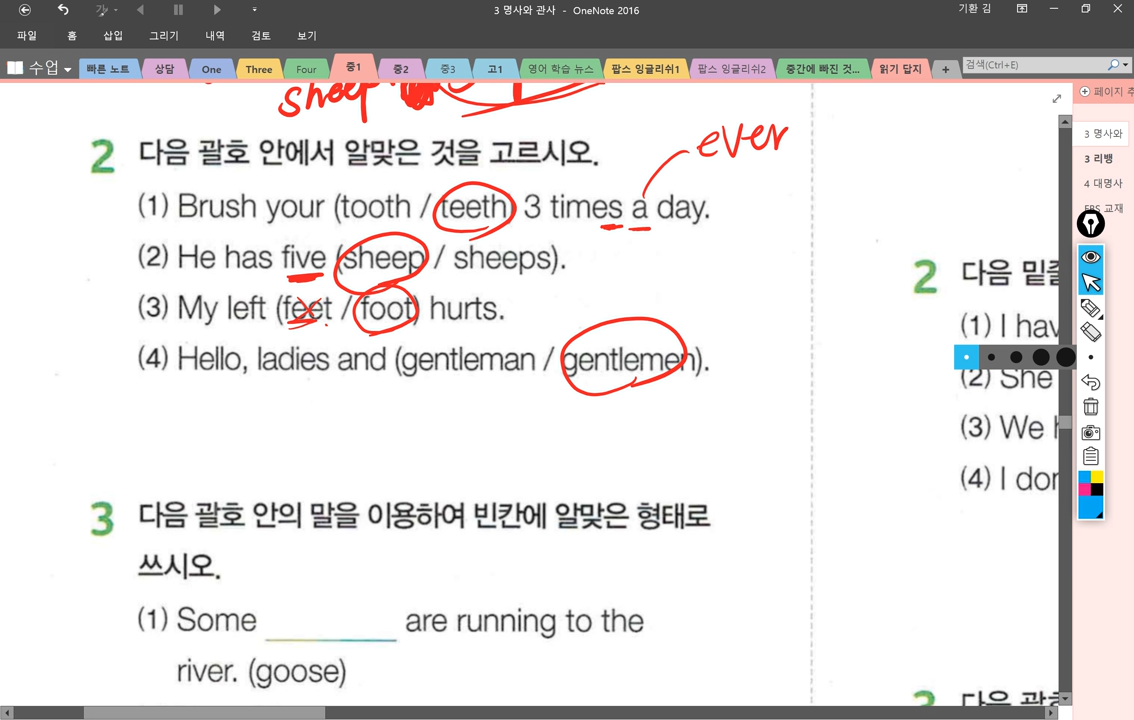 3 명사와 관사 - OneNote 2016
기환 김
파일 홈 삽입 그리기 내역 검토 보기
수업 빠른 노트 상담 One Three Four 중1 중2 중3 고1 영어 학습 뉴스 팝스 잉글리쉬1 팝스 잉글리쉬2 중간에 빠진 것... 읽기 답지 + 검색(Ctrl+E)
페이지 추
3 명사와
3 리뱅
4 대명사
EBS 교재
sheep
ever
2 다음 괄호 안에서 알맞은 것을 고르시오.
(1) Brush your (tooth / teeth) 3 times a day.
(2) He has five (sheep / sheeps).
(3) My left (feet / foot) hurts.
(4) Hello, ladies and (gentleman / gentlemen).
3 다음 괄호 안의 말을 이용하여 빈칸에 알맞은 형태로
쓰시오.
(1) Some are running to the
river. (goose)
2 다음 밑줄
(1) I hav
(2) She
(3) We h
(4) I don
3 다음 괄호